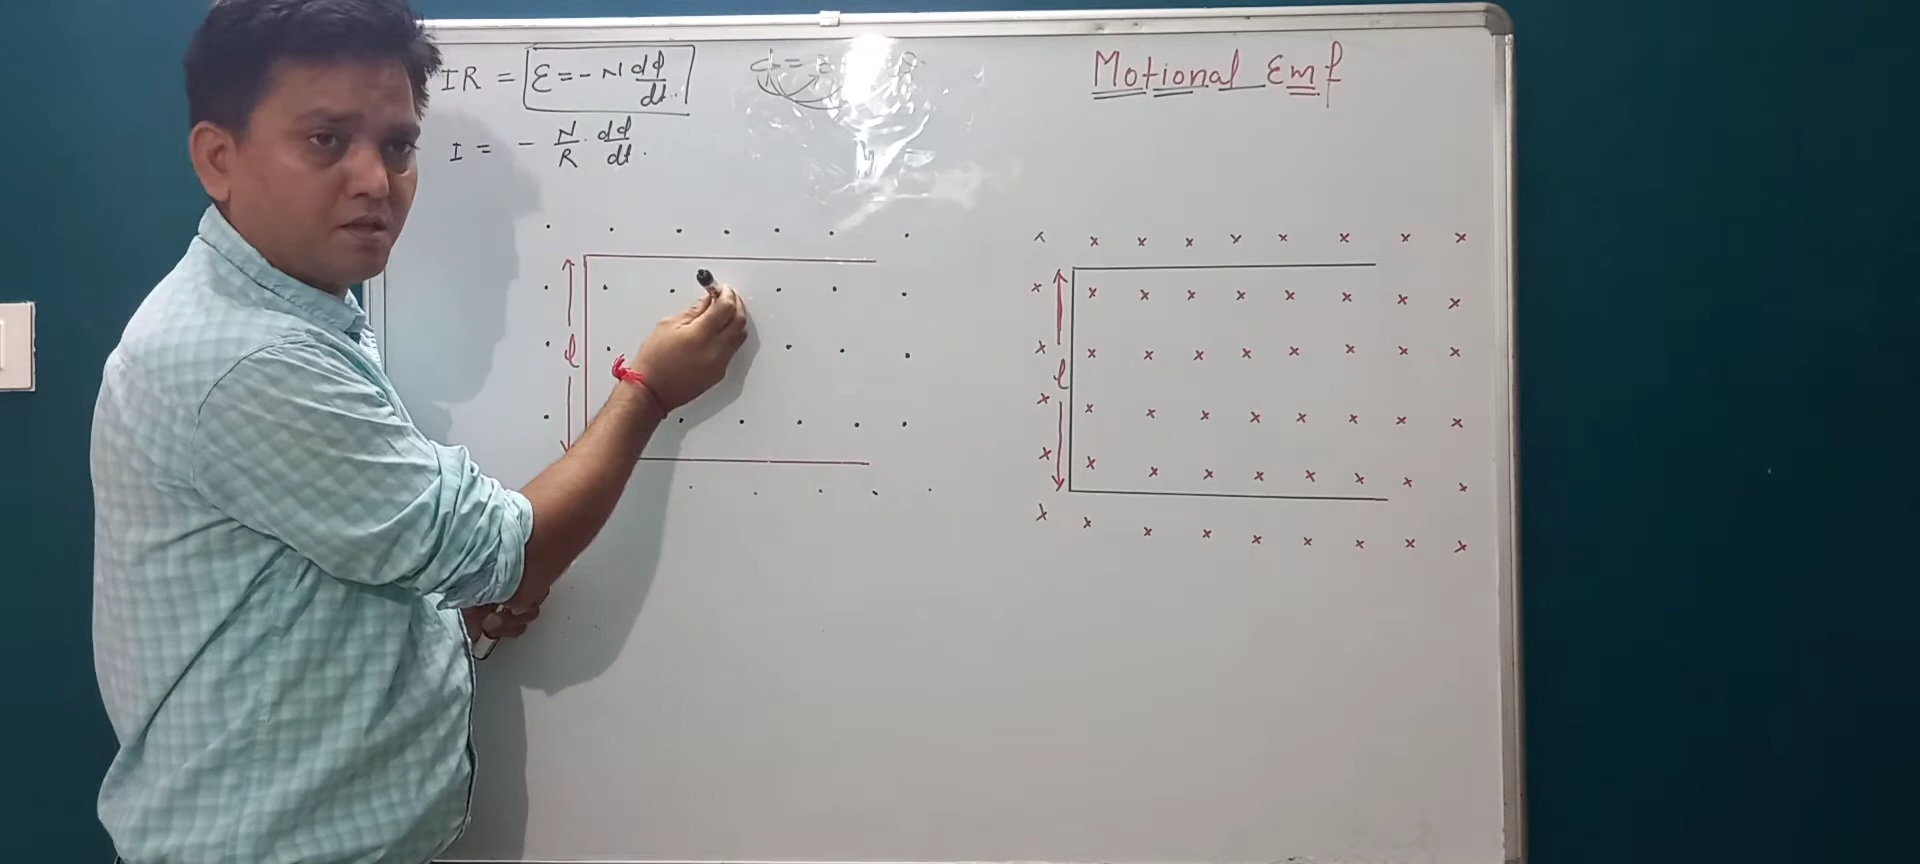 IR = ε = - N dφ/dt.
I = - N/R . dφ/dt.
Motional Emf
l
l